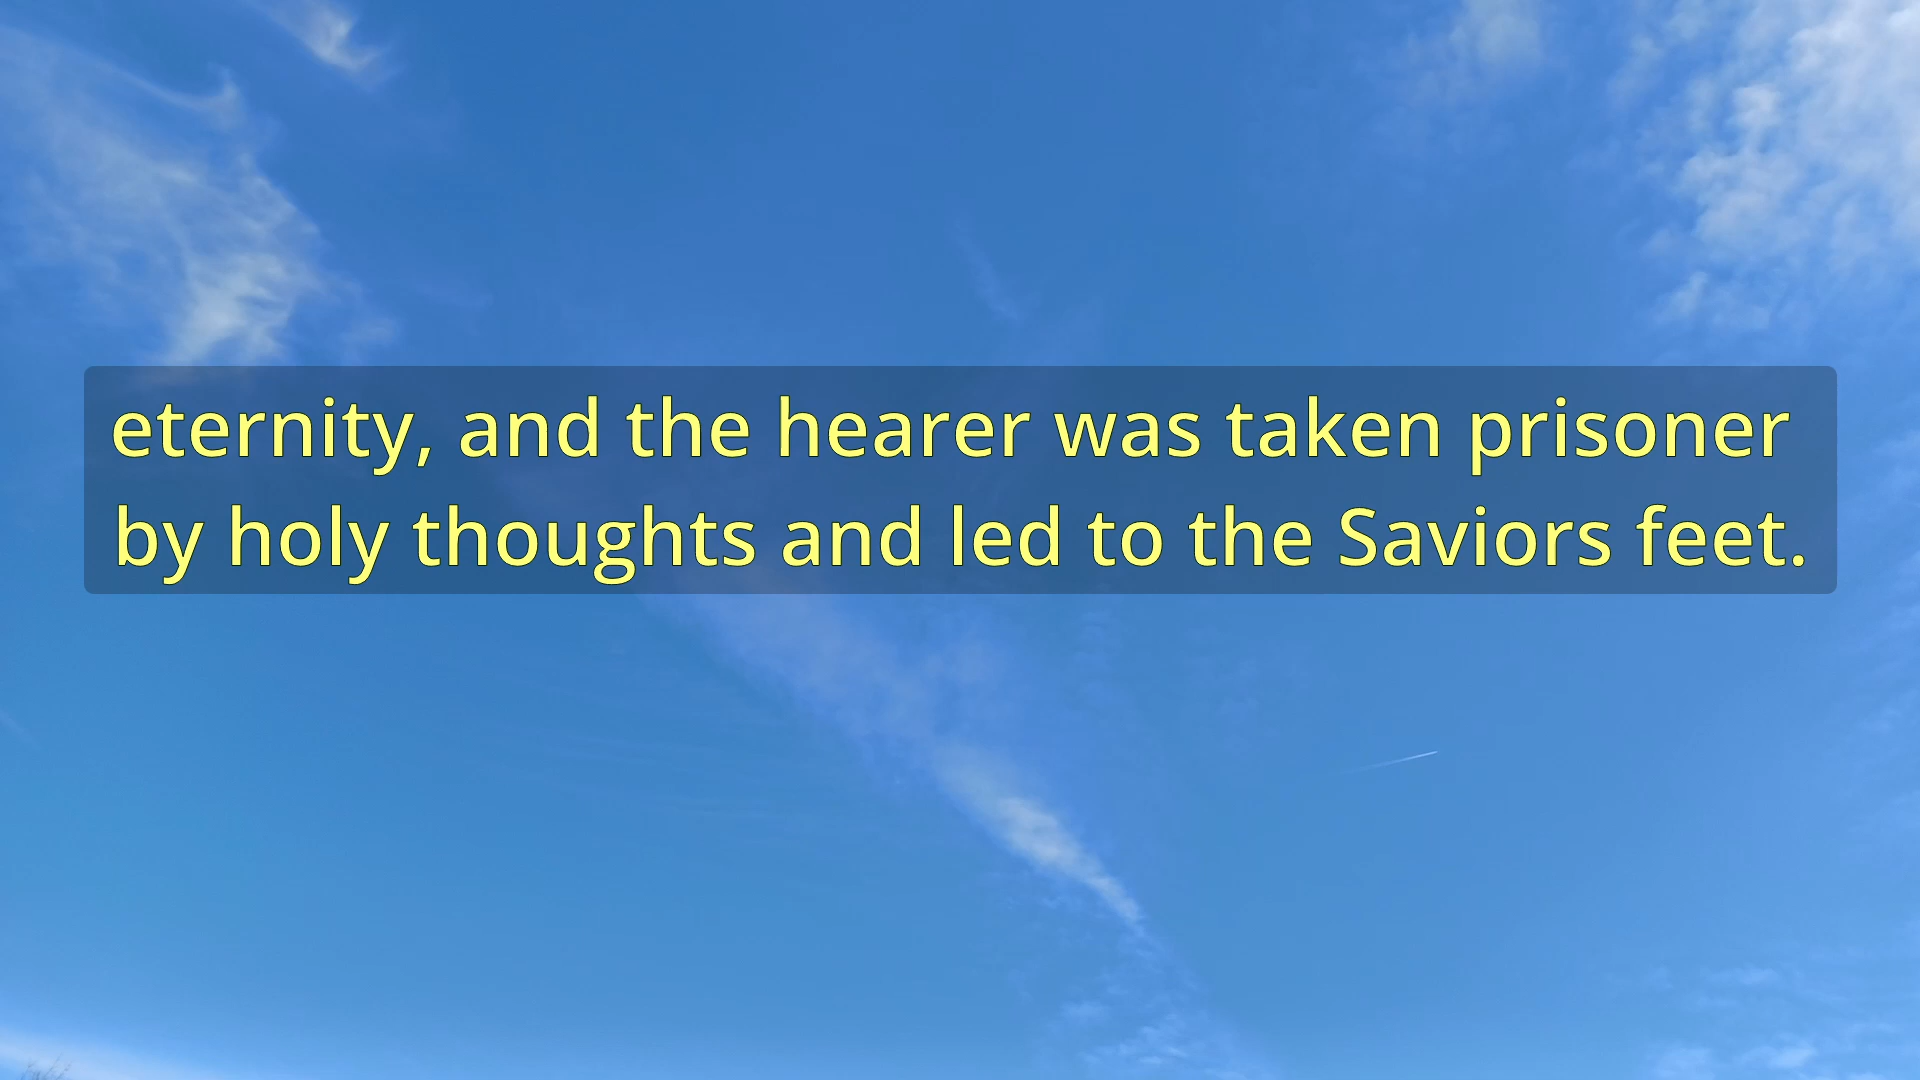 eternity, and the hearer was taken prisoner
by holy thoughts and led to the Saviors feet.